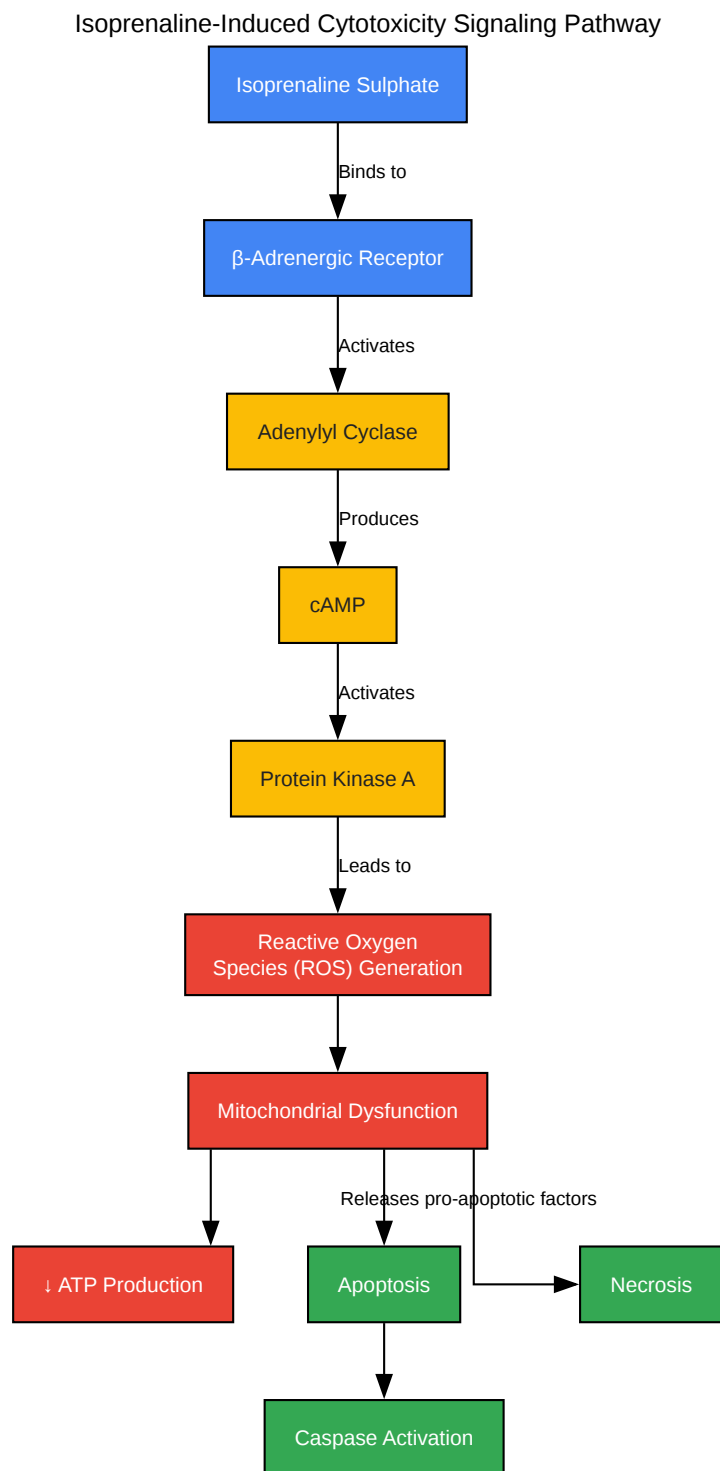 Isoprenaline-Induced Cytotoxicity Signaling Pathway
Isoprenaline Sulphate
Binds to
β-Adrenergic Receptor
Activates
Adenylyl Cyclase
Produces
cAMP
Activates
Protein Kinase A
Leads to
Reactive Oxygen
Species (ROS) Generation
Mitochondrial Dysfunction
Releases pro-apoptotic factors
↓ ATP Production
Apoptosis
Necrosis
Caspase Activation